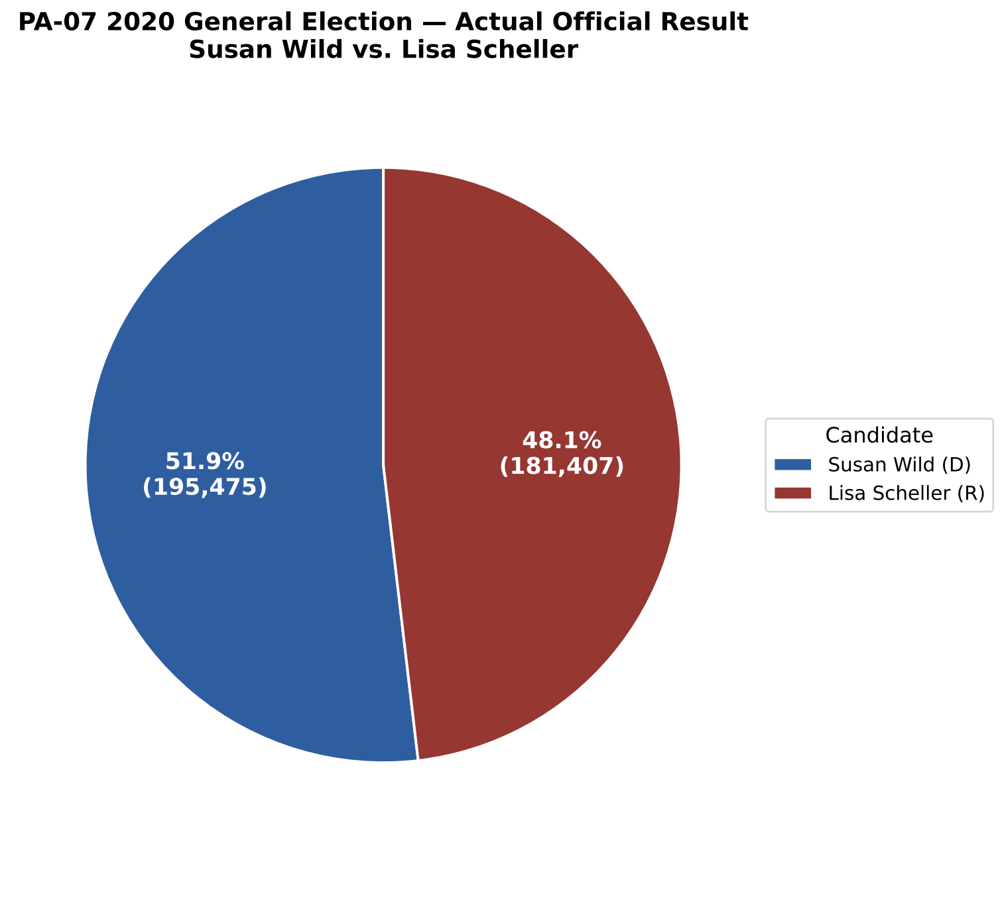 PA-07 2020 General Election — Actual Official Result
Susan Wild vs. Lisa Scheller
48.1%
(181,407)
51.9%
(195,475)
Candidate
Susan Wild (D)
Lisa Scheller (R)